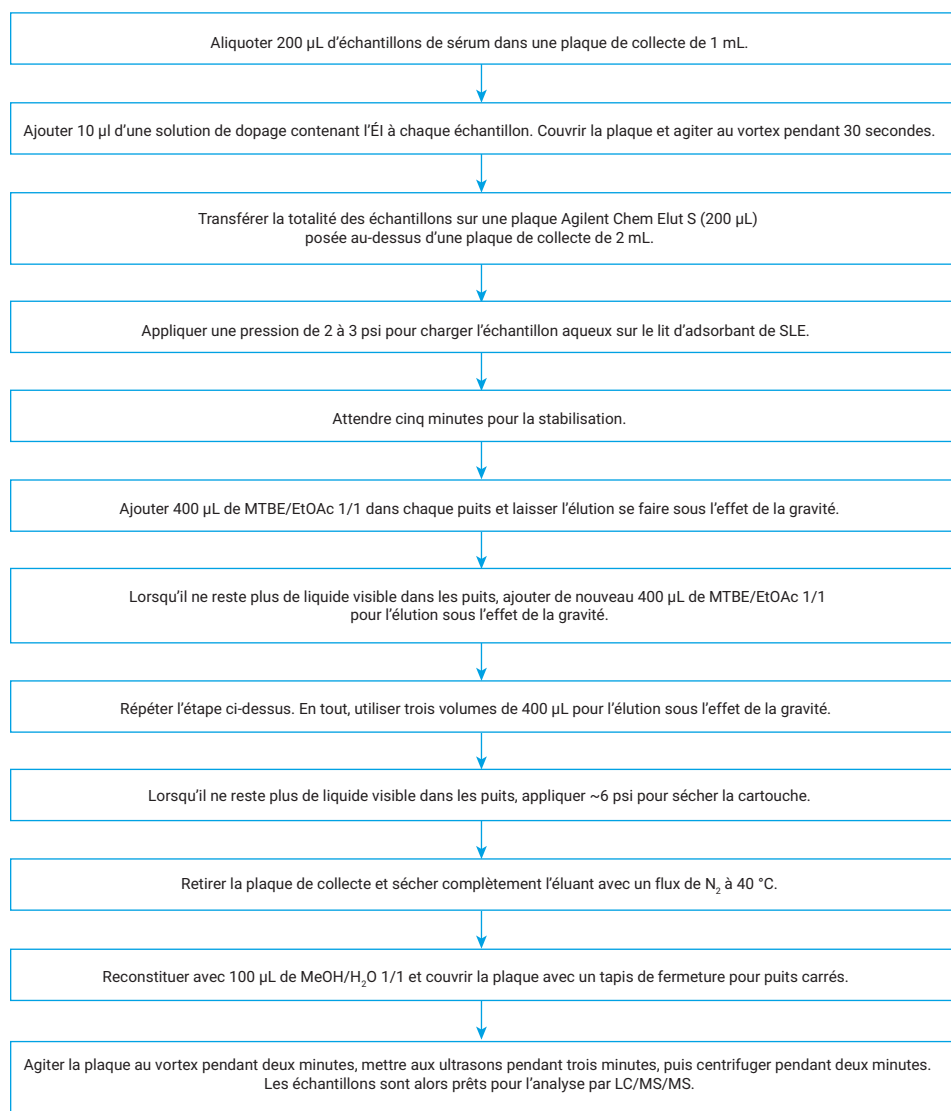 Aliquoter 200 µL d’échantillons de sérum dans une plaque de collecte de 1 mL.
Ajouter 10 µl d’une solution de dopage contenant l’ÉI à chaque échantillon. Couvrir la plaque et agiter au vortex pendant 30 secondes.
Transférer la totalité des échantillons sur une plaque Agilent Chem Elut S (200 µL)
posée au-dessus d’une plaque de collecte de 2 mL.
Appliquer une pression de 2 à 3 psi pour charger l’échantillon aqueux sur le lit d’adsorbant de SLE.
Attendre cinq minutes pour la stabilisation.
Ajouter 400 µL de MTBE/EtOAc 1/1 dans chaque puits et laisser l’élution se faire sous l’effet de la gravité.
Lorsqu’il ne reste plus de liquide visible dans les puits, ajouter de nouveau 400 µL de MTBE/EtOAc 1/1
pour l’élution sous l’effet de la gravité.
Répéter l’étape ci-dessus. En tout, utiliser trois volumes de 400 µL pour l’élution sous l’effet de la gravité.
Lorsqu’il ne reste plus de liquide visible dans les puits, appliquer ~6 psi pour sécher la cartouche.
Retirer la plaque de collecte et sécher complètement l’éluant avec un flux de N₂ à 40 °C.
Reconstituer avec 100 µL de MeOH/H₂O 1/1 et couvrir la plaque avec un tapis de fermeture pour puits carrés.
Agiter la plaque au vortex pendant deux minutes, mettre aux ultrasons pendant trois minutes, puis centrifuger pendant deux minutes.
Les échantillons sont alors prêts pour l’analyse par LC/MS/MS.